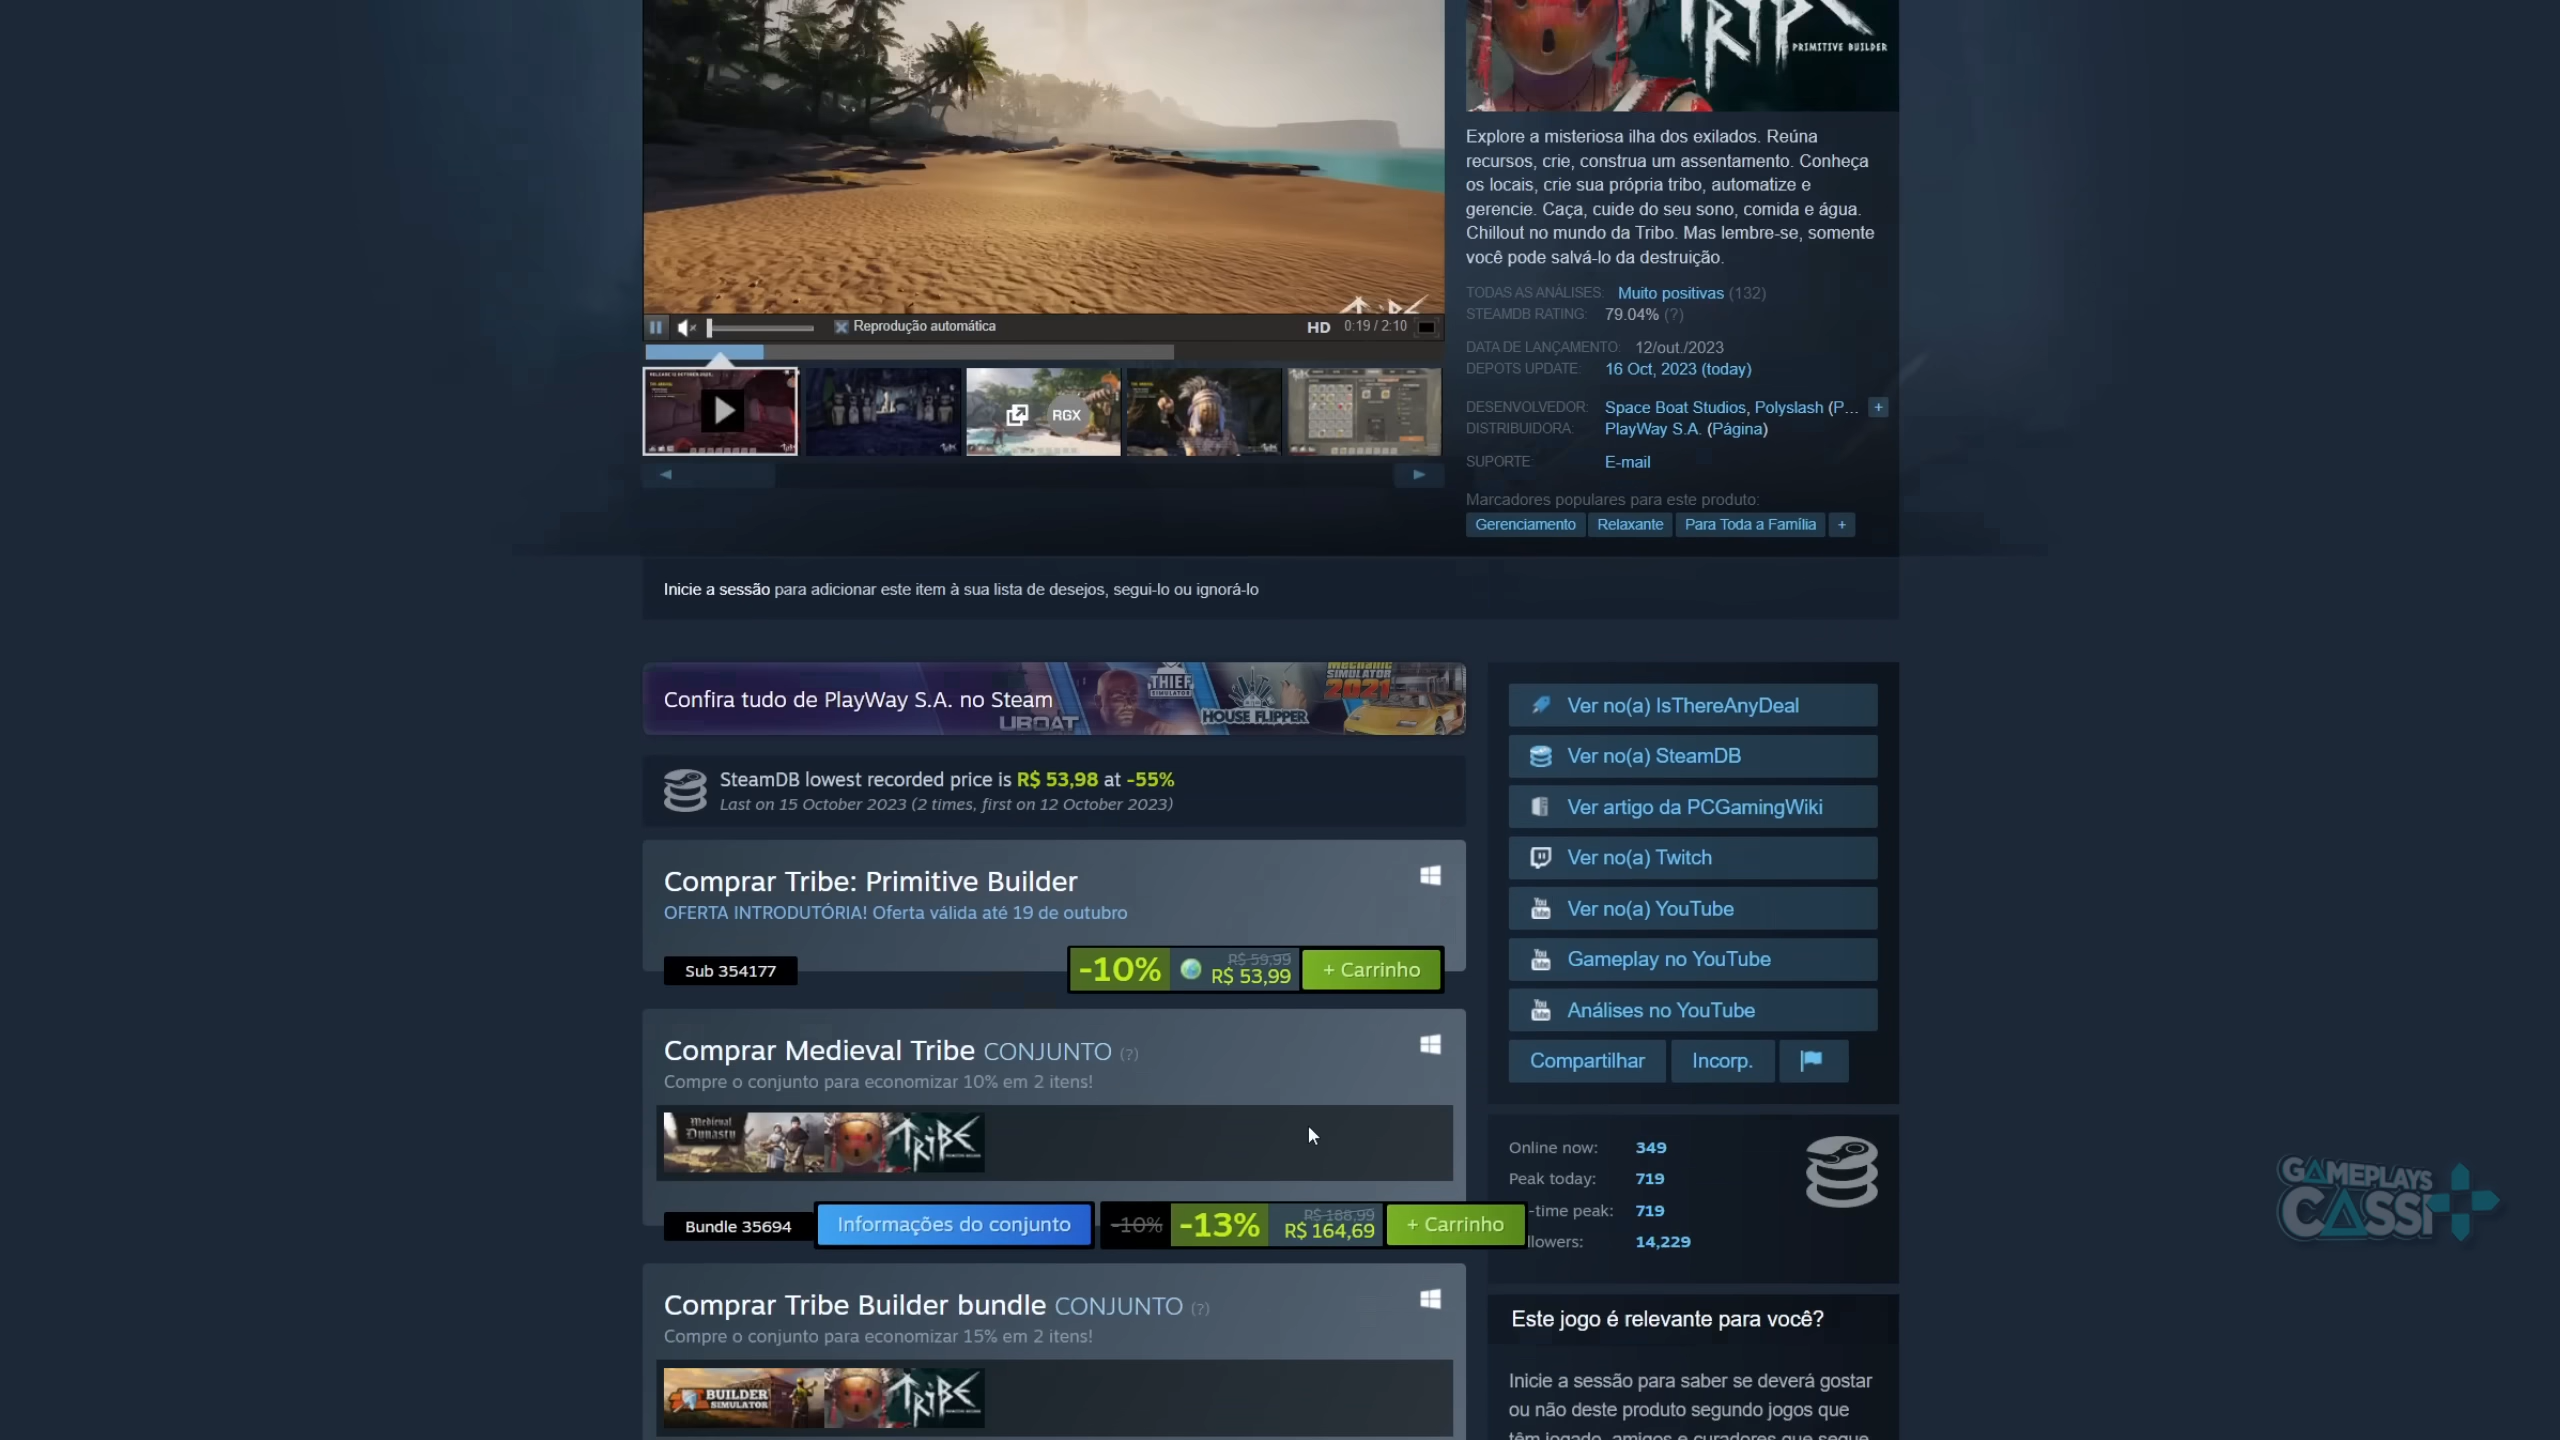 PRIMITIVE BUILDER
Explore a misteriosa ilha dos exilados. Reúna
recursos, crie, construa um assentamento. Conheça
os locais, crie sua própria tribo, automatize e
gerencie. Caça, cuide do seu sono, comida e água.
Chillout no mundo da Tribo. Mas lembre-se, somente
você pode salvá-lo da destruição.
TODAS AS ANÁLISES: Muito positivas (132)
STEAMDB RATING: 79.04% (?)
DATA DE LANÇAMENTO: 12/out./2023
DEPOTS UPDATE: 16 Oct, 2023 (today)
DESENVOLVEDOR: Space Boat Studios, Polyslash (P... +
DISTRIBUIDORA: PlayWay S.A. (Página)
SUPORTE: E-mail
Marcadores populares para este produto:
Gerenciamento Relaxante Para Toda a Família +
Reprodução automática HD 0:19 / 2:10
RGX
Inicie a sessão para adicionar este item à sua lista de desejos, segui-lo ou ignorá-lo
Confira tudo de PlayWay S.A. no Steam
UBOAT
THIEF SIMULATOR
HOUSE FLIPPER
MECHANIC SIMULATOR 2021
SteamDB lowest recorded price is R$ 53,98 at -55%
Last on 15 October 2023 (2 times, first on 12 October 2023)
Comprar Tribe: Primitive Builder
OFERTA INTRODUTÓRIA! Oferta válida até 19 de outubro
Sub 354177
-10% R$ 59,99 R$ 53,99 + Carrinho
Comprar Medieval Tribe CONJUNTO (?)
Compre o conjunto para economizar 10% em 2 itens!
Medieval Dynasty
TRIBE
Bundle 35694 Informações do conjunto -10% -13% R$ 188,99 R$ 164,69 + Carrinho
Comprar Tribe Builder bundle CONJUNTO (?)
Compre o conjunto para economizar 15% em 2 itens!
BUILDER SIMULATOR
TRIBE
Ver no(a) IsThereAnyDeal
Ver no(a) SteamDB
Ver artigo da PCGamingWiki
Ver no(a) Twitch
Ver no(a) YouTube
Gameplay no YouTube
Análises no YouTube
Compartilhar Incorp.
Online now: 349
Peak today: 719
-time peak: 719
llowers: 14,229
Este jogo é relevante para você?
Inicie a sessão para saber se deverá gostar
ou não deste produto segundo jogos que
têm jogado, amigos e curadores que segue
GAMEPLAYS
CASSI